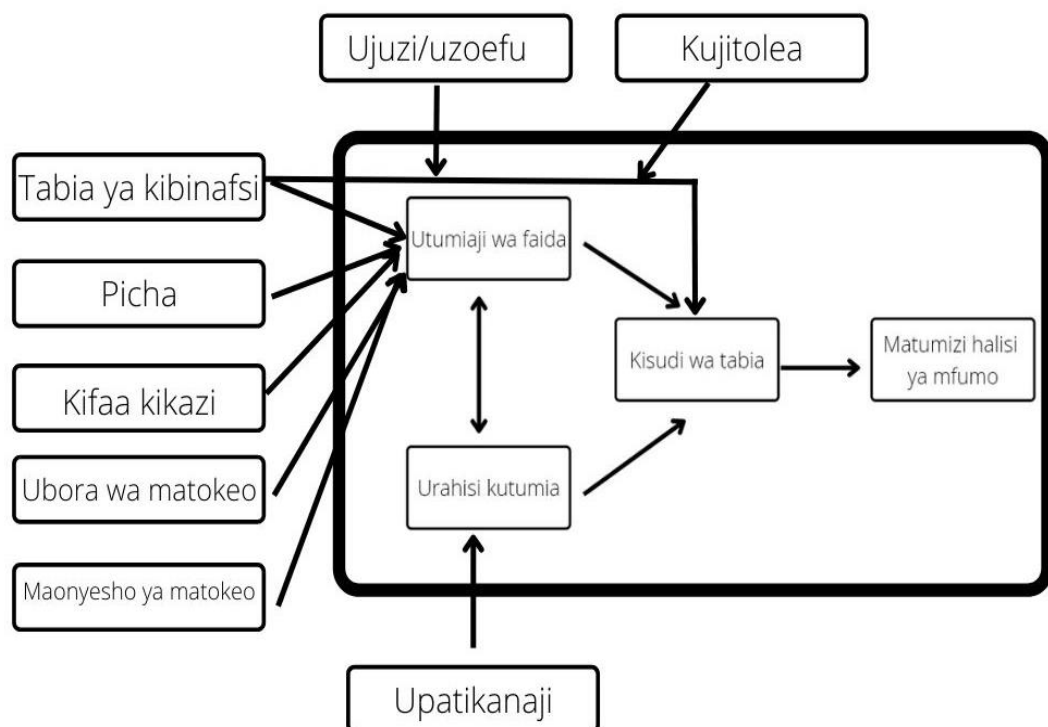 Ujuzi/uzoefu
Kujitolea
Tabia ya kibinafsi
Utumiaji wa faida
Picha
Kisudi wa tabia
Matumizi halisi
ya mfumo
Kifaa kikazi
Ubora wa matokeo
Urahisi kutumia
Maonyesho ya matokeo
Upatikanaji